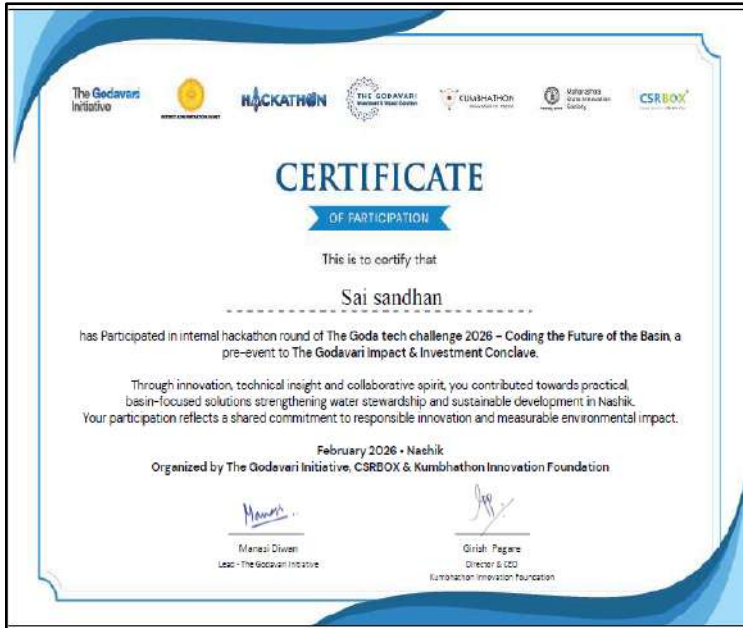 The Godavari
Initiative
HACKATHON
THE GODAVARI
KUMBHATHON
Maharashtra
State Innovation
Society
CSRBOX
CERTIFICATE
OF PARTICIPATION
This is to certify that
Sai sandhan
has Participated in internal hackathon round of The Goda tech challenge 2026 – Coding the Future of the Basin, a
pre-event to The Godavari Impact & Investment Conclave.
Through innovation, technical insight and collaborative spirit, you contributed towards practical,
basin-focused solutions strengthening water stewardship and sustainable development in Nashik.
Your participation reflects a shared commitment to responsible innovation and measurable environmental impact.
February 2026 • Nashik
Organized by The Godavari Initiative, CSRBOX & Kumbhathon Innovation Foundation
Manasi Diwan
Lead - The Godavari Initiative
Girish Pagare
Director & CEO
Kumbhathon Innovation Foundation